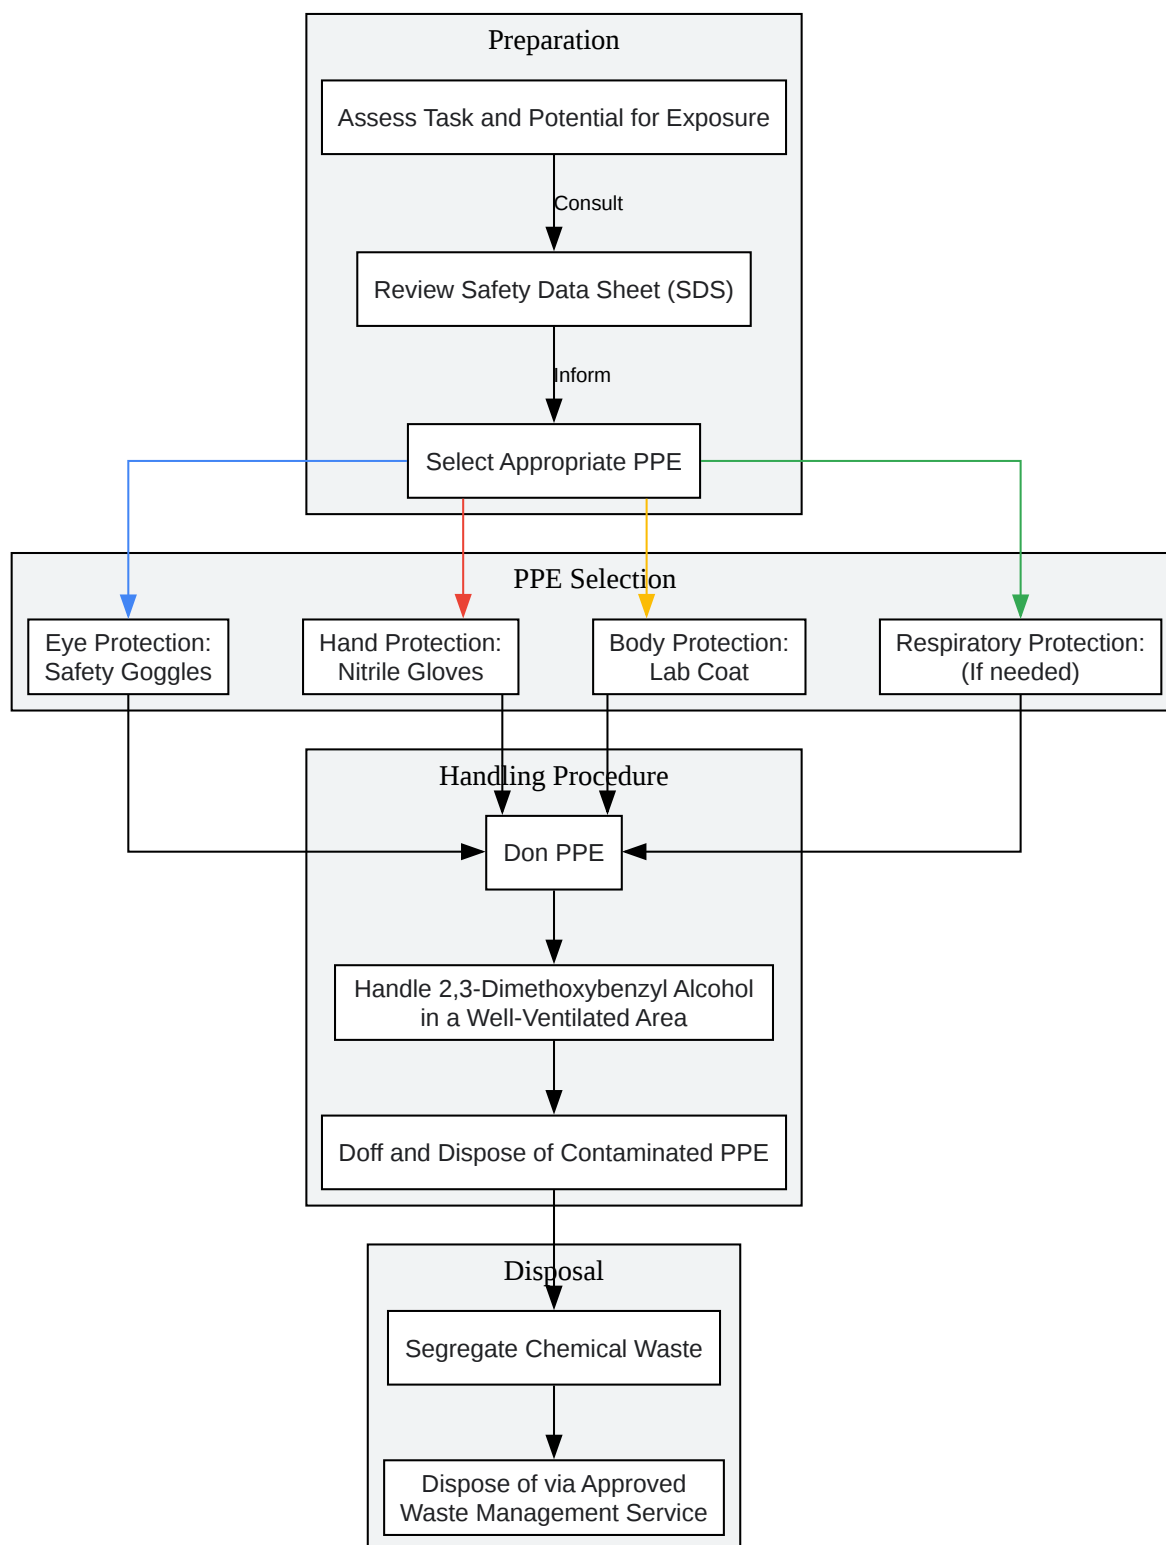 Preparation
Assess Task and Potential for Exposure
Consult
Review Safety Data Sheet (SDS)
Inform
Select Appropriate PPE
PPE Selection
Eye Protection:
Safety Goggles
Hand Protection:
Nitrile Gloves
Body Protection:
Lab Coat
Respiratory Protection:
(If needed)
Handling Procedure
Don PPE
Handle 2,3-Dimethoxybenzyl Alcohol
in a Well-Ventilated Area
Doff and Dispose of Contaminated PPE
Disposal
Segregate Chemical Waste
Dispose of via Approved
Waste Management Service